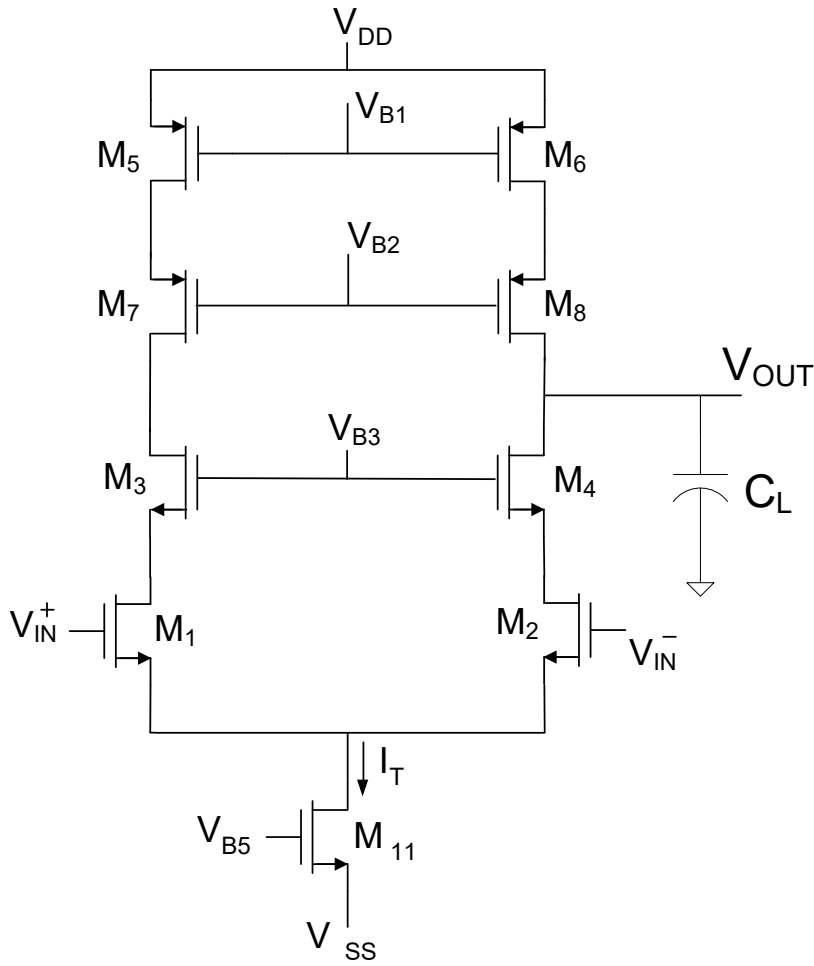 V_DD
V_B1
M_5
M_6
V_B2
M_7
M_8
V_OUT
V_B3
M_3
M_4
C_L
V_IN^+
M_1
M_2
V_IN^−
I_T
V_B5
M_11
V_SS